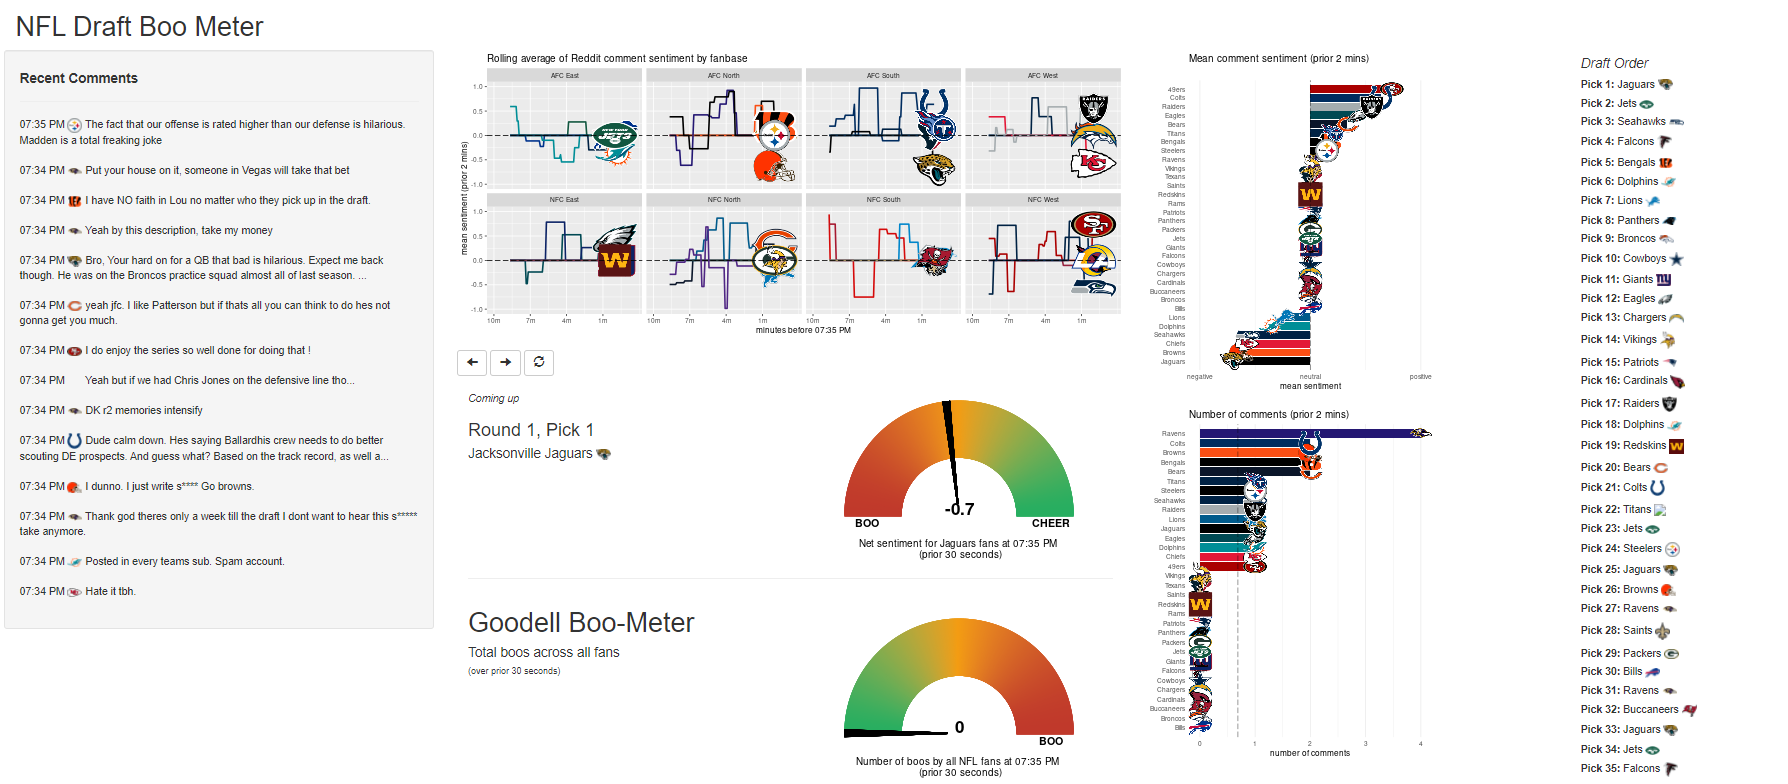 NFL Draft Boo Meter
Recent Comments
07:35 PM The fact that our offense is rated higher than our defense is hilarious.
Madden is a total freaking joke
07:34 PM Put your house on it, someone in Vegas will take that bet
07:34 PM I have NO faith in Lou no matter who they pick up in the draft.
07:34 PM Yeah by this description, take my money
07:34 PM Bro, Your hard on for a QB that bad is hilarious. Expect me back
though. He was on the Broncos practice squad almost all of last season. ...
07:34 PM yeah jfc. I like Patterson but if thats all you can think to do hes not
gonna get you much.
07:34 PM I do enjoy the series so well done for doing that !
07:34 PM Yeah but if we had Chris Jones on the defensive line tho...
07:34 PM DK r2 memories intensify
07:34 PM Dude calm down. Hes saying Ballardhis crew needs to do better
scouting DE prospects. And guess what? Based on the track record, as well a...
07:34 PM I dunno. I just write s**** Go browns.
07:34 PM Thank god theres only a week till the draft I dont want to hear this s*****
take anymore.
07:34 PM Posted in every teams sub. Spam account.
07:34 PM Hate it tbh.
Rolling average of Reddit comment sentiment by fanbase
AFC East AFC North AFC South AFC West
1.0
0.5
0.0
-0.5
-1.0
NFC East NFC North NFC South NFC West
1.0
0.5
0.0
-0.5
-1.0
mean sentiment (prior 2 mins)
10m 7m 4m 1m 10m 7m 4m 1m 10m 7m 4m 1m 10m 7m 4m 1m
minutes before 07:35 PM
Coming up
Round 1, Pick 1
Jacksonville Jaguars
-0.7
BOO CHEER
Net sentiment for Jaguars fans at 07:35 PM
(prior 30 seconds)
Goodell Boo-Meter
Total boos across all fans
(over prior 30 seconds)
0
BOO
Number of boos by all NFL fans at 07:35 PM
(prior 30 seconds)
Mean comment sentiment (prior 2 mins)
49ers
Colts
Raiders
Eagles
Bears
Titans
Bengals
Steelers
Ravens
Vikings
Texans
Saints
Redskins
Rams
Patriots
Panthers
Packers
Jets
Giants
Falcons
Cowboys
Chargers
Cardinals
Buccaneers
Broncos
Bills
Lions
Dolphins
Seahawks
Chiefs
Browns
Jaguars
negative neutral positive
mean sentiment
Number of comments (prior 2 mins)
Ravens
Colts
Browns
Bengals
Bears
Titans
Steelers
Seahawks
Raiders
Lions
Jaguars
Eagles
Dolphins
Chiefs
49ers
Vikings
Texans
Saints
Redskins
Rams
Patriots
Panthers
Packers
Jets
Giants
Falcons
Cowboys
Chargers
Cardinals
Buccaneers
Broncos
Bills
0 1 2 3 4
number of comments
Draft Order
Pick 1: Jaguars
Pick 2: Jets
Pick 3: Seahawks
Pick 4: Falcons
Pick 5: Bengals
Pick 6: Dolphins
Pick 7: Lions
Pick 8: Panthers
Pick 9: Broncos
Pick 10: Cowboys
Pick 11: Giants
Pick 12: Eagles
Pick 13: Chargers
Pick 14: Vikings
Pick 15: Patriots
Pick 16: Cardinals
Pick 17: Raiders
Pick 18: Dolphins
Pick 19: Redskins
Pick 20: Bears
Pick 21: Colts
Pick 22: Titans
Pick 23: Jets
Pick 24: Steelers
Pick 25: Jaguars
Pick 26: Browns
Pick 27: Ravens
Pick 28: Saints
Pick 29: Packers
Pick 30: Bills
Pick 31: Ravens
Pick 32: Buccaneers
Pick 33: Jaguars
Pick 34: Jets
Pick 35: Falcons